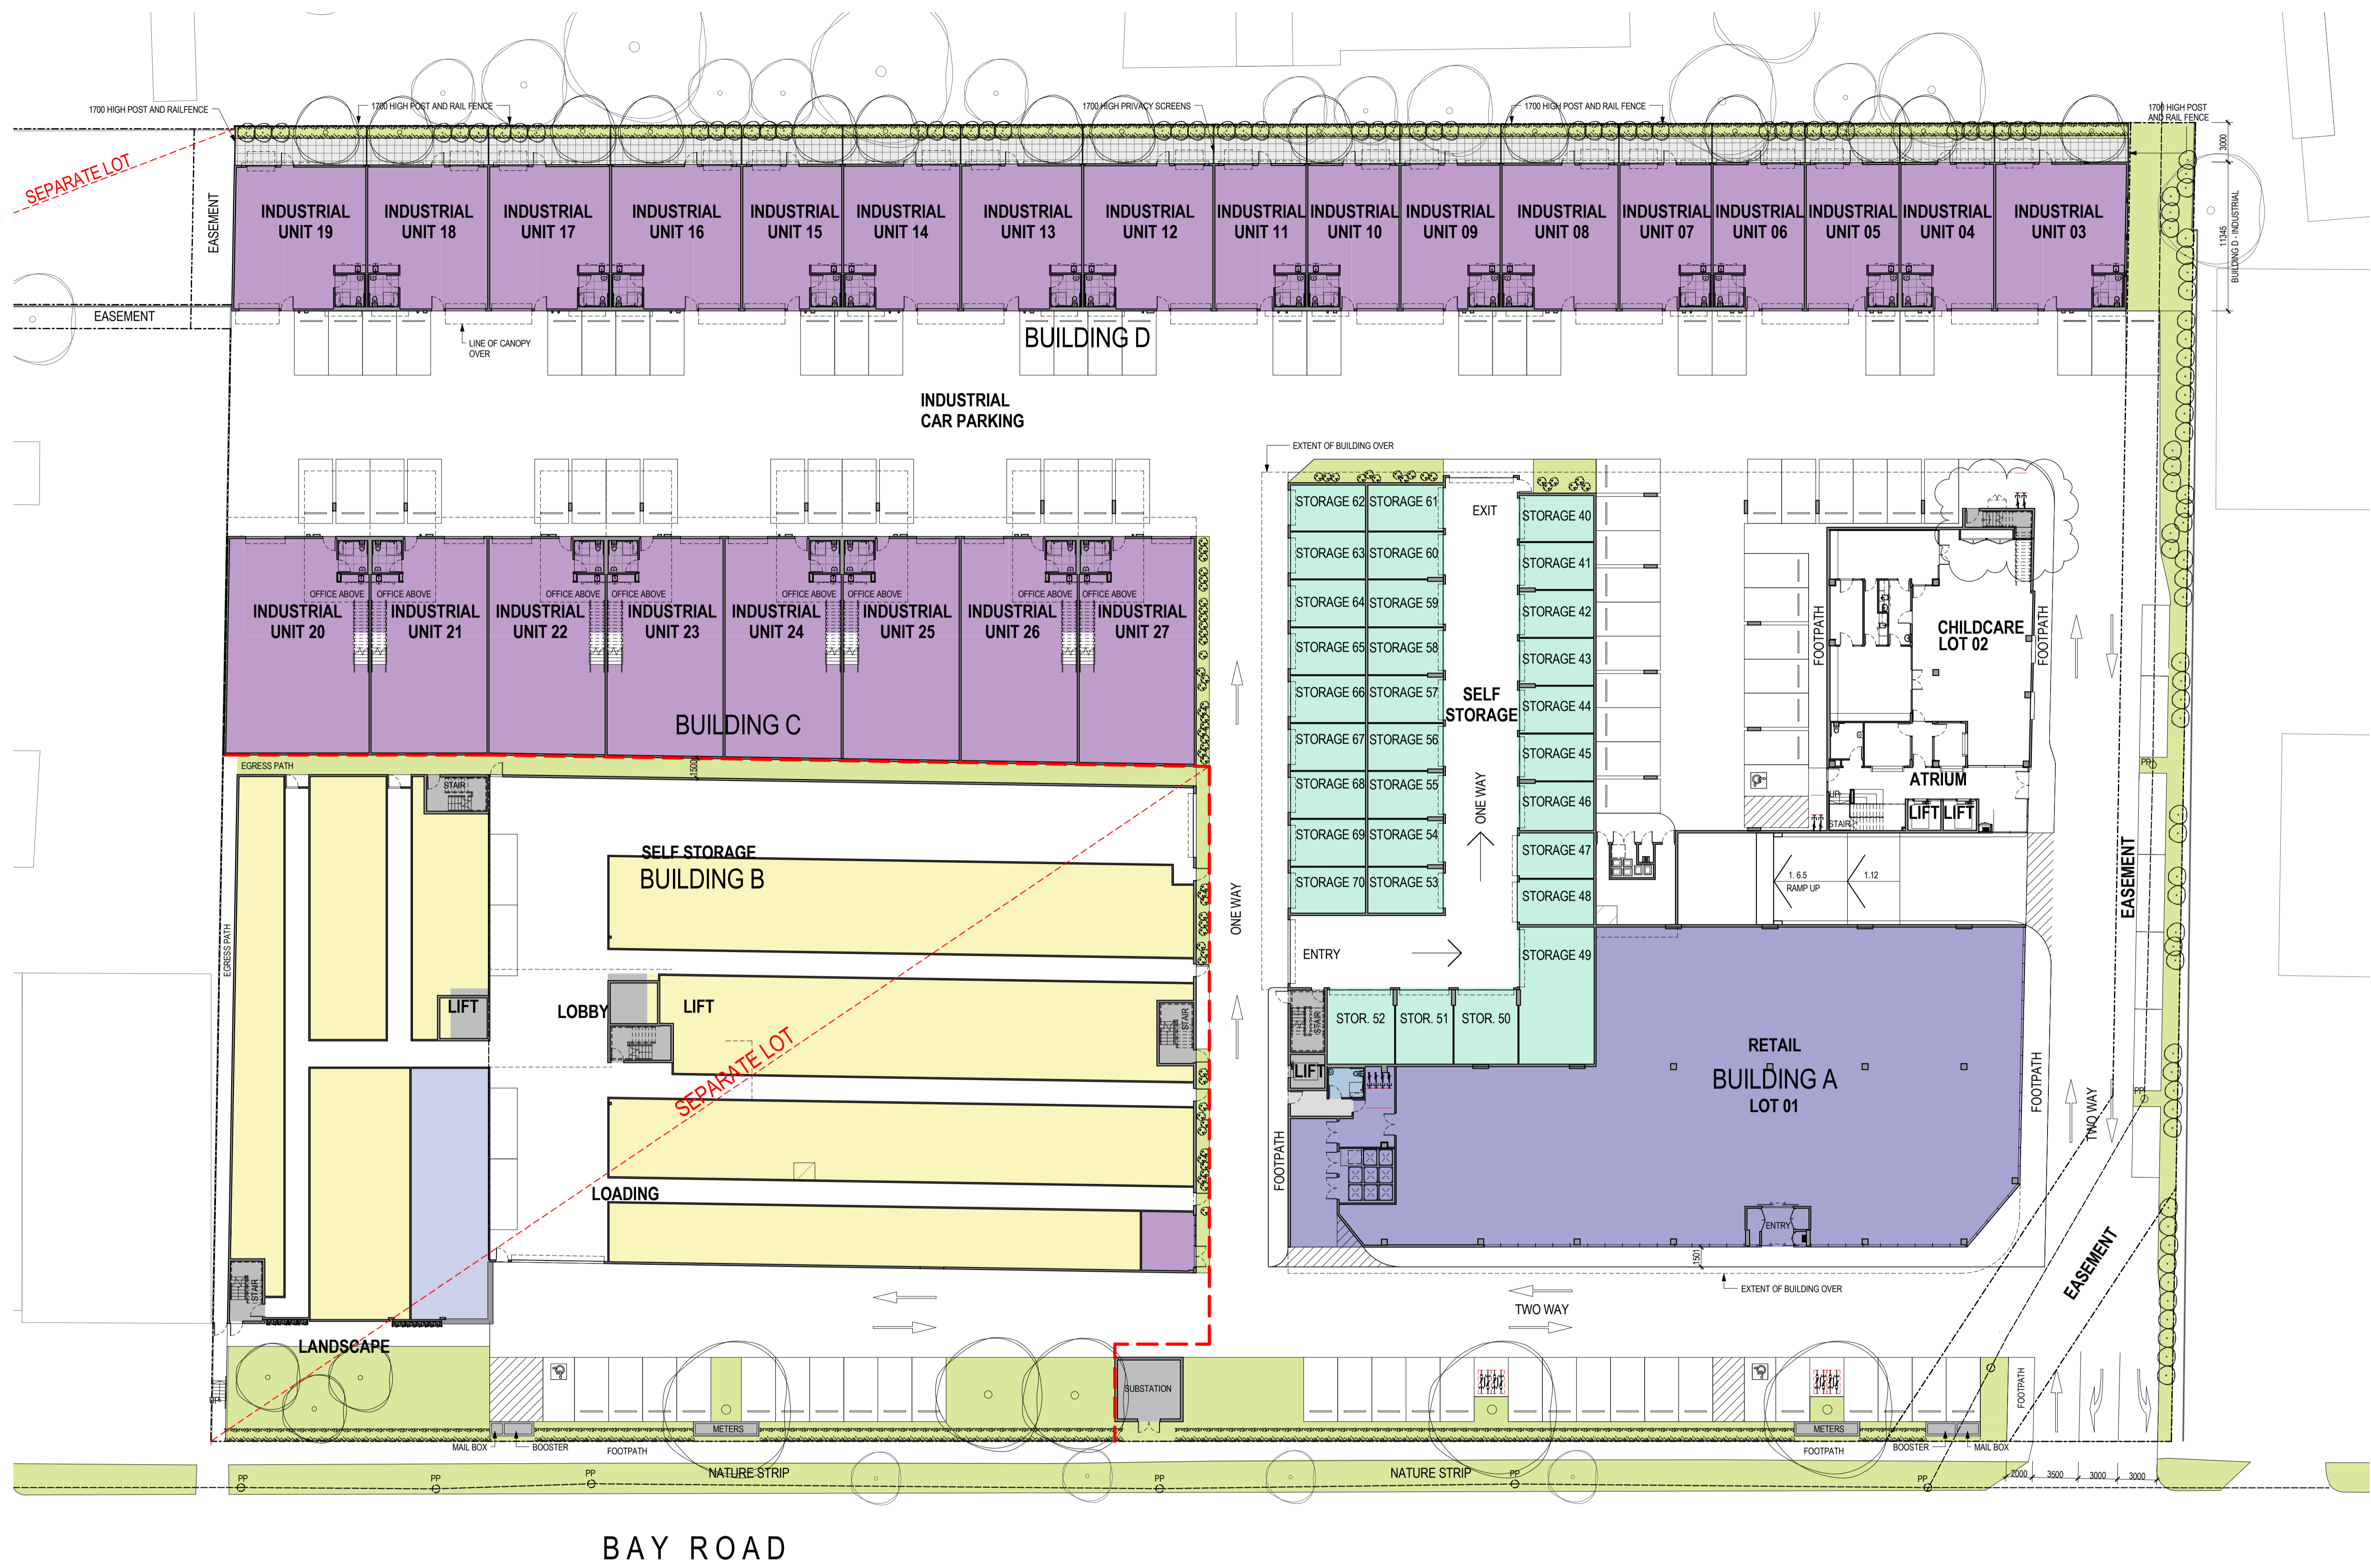 1700 HIGH POST AND RAILFENCE
1700 HIGH POST AND RAIL FENCE
1700 HIGH PRIVACY SCREENS
1700 HIGH POST AND RAIL FENCE
1700 HIGH POST
AND RAIL FENCE
3000
SEPARATE LOT
EASEMENT
INDUSTRIAL
UNIT 19
INDUSTRIAL
UNIT 18
INDUSTRIAL
UNIT 17
INDUSTRIAL
UNIT 16
INDUSTRIAL
UNIT 15
INDUSTRIAL
UNIT 14
INDUSTRIAL
UNIT 13
INDUSTRIAL
UNIT 12
INDUSTRIAL
UNIT 11
INDUSTRIAL
UNIT 10
INDUSTRIAL
UNIT 09
INDUSTRIAL
UNIT 08
INDUSTRIAL
UNIT 07
INDUSTRIAL
UNIT 06
INDUSTRIAL
UNIT 05
INDUSTRIAL
UNIT 04
INDUSTRIAL
UNIT 03
11345
BUILDING D - INDUSTRIAL
EASEMENT
LINE OF CANOPY
OVER
BUILDING D
INDUSTRIAL
CAR PARKING
EXTENT OF BUILDING OVER
OFFICE ABOVE
OFFICE ABOVE
OFFICE ABOVE
OFFICE ABOVE
OFFICE ABOVE
OFFICE ABOVE
OFFICE ABOVE
OFFICE ABOVE
INDUSTRIAL
UNIT 20
INDUSTRIAL
UNIT 21
INDUSTRIAL
UNIT 22
INDUSTRIAL
UNIT 23
INDUSTRIAL
UNIT 24
INDUSTRIAL
UNIT 25
INDUSTRIAL
UNIT 26
INDUSTRIAL
UNIT 27
BUILDING C
STORAGE 62
STORAGE 61
STORAGE 63
STORAGE 60
STORAGE 64
STORAGE 59
STORAGE 65
STORAGE 58
STORAGE 66
STORAGE 57
STORAGE 67
STORAGE 56
STORAGE 68
STORAGE 55
STORAGE 69
STORAGE 54
STORAGE 70
STORAGE 53
EXIT
STORAGE 40
STORAGE 41
STORAGE 42
STORAGE 43
STORAGE 44
STORAGE 45
STORAGE 46
STORAGE 47
STORAGE 48
STORAGE 49
SELF
STORAGE
ONE WAY
ENTRY
STOR. 52
STOR. 51
STOR. 50
FOOTPATH
CHILDCARE
LOT 02
FOOTPATH
ATRIUM
UP
STAIR
LIFT
LIFT
1. 6.5
RAMP UP
1.12
PP
EASEMENT
EGRESS PATH
1500
STAIR
SELF STORAGE
BUILDING B
ONE WAY
EGRESS PATH
LIFT
LOBBY
LIFT
STAIR
SEPARATE LOT
LOADING
STAIR
STAIR
LIFT
RETAIL
BUILDING A
LOT 01
FOOTPATH
FOOTPATH
PP
TWO WAY
ENTRY
1501
EXTENT OF BUILDING OVER
TWO WAY
EASEMENT
LANDSCAPE
UP
SUBSTATION
METERS
MAIL BOX
BOOSTER
FOOTPATH
METERS
FOOTPATH
BOOSTER
MAIL BOX
FOOTPATH
2000
3500
3000
3000
PP
PP
PP
NATURE STRIP
PP
NATURE STRIP
PP
PP
BAY ROAD